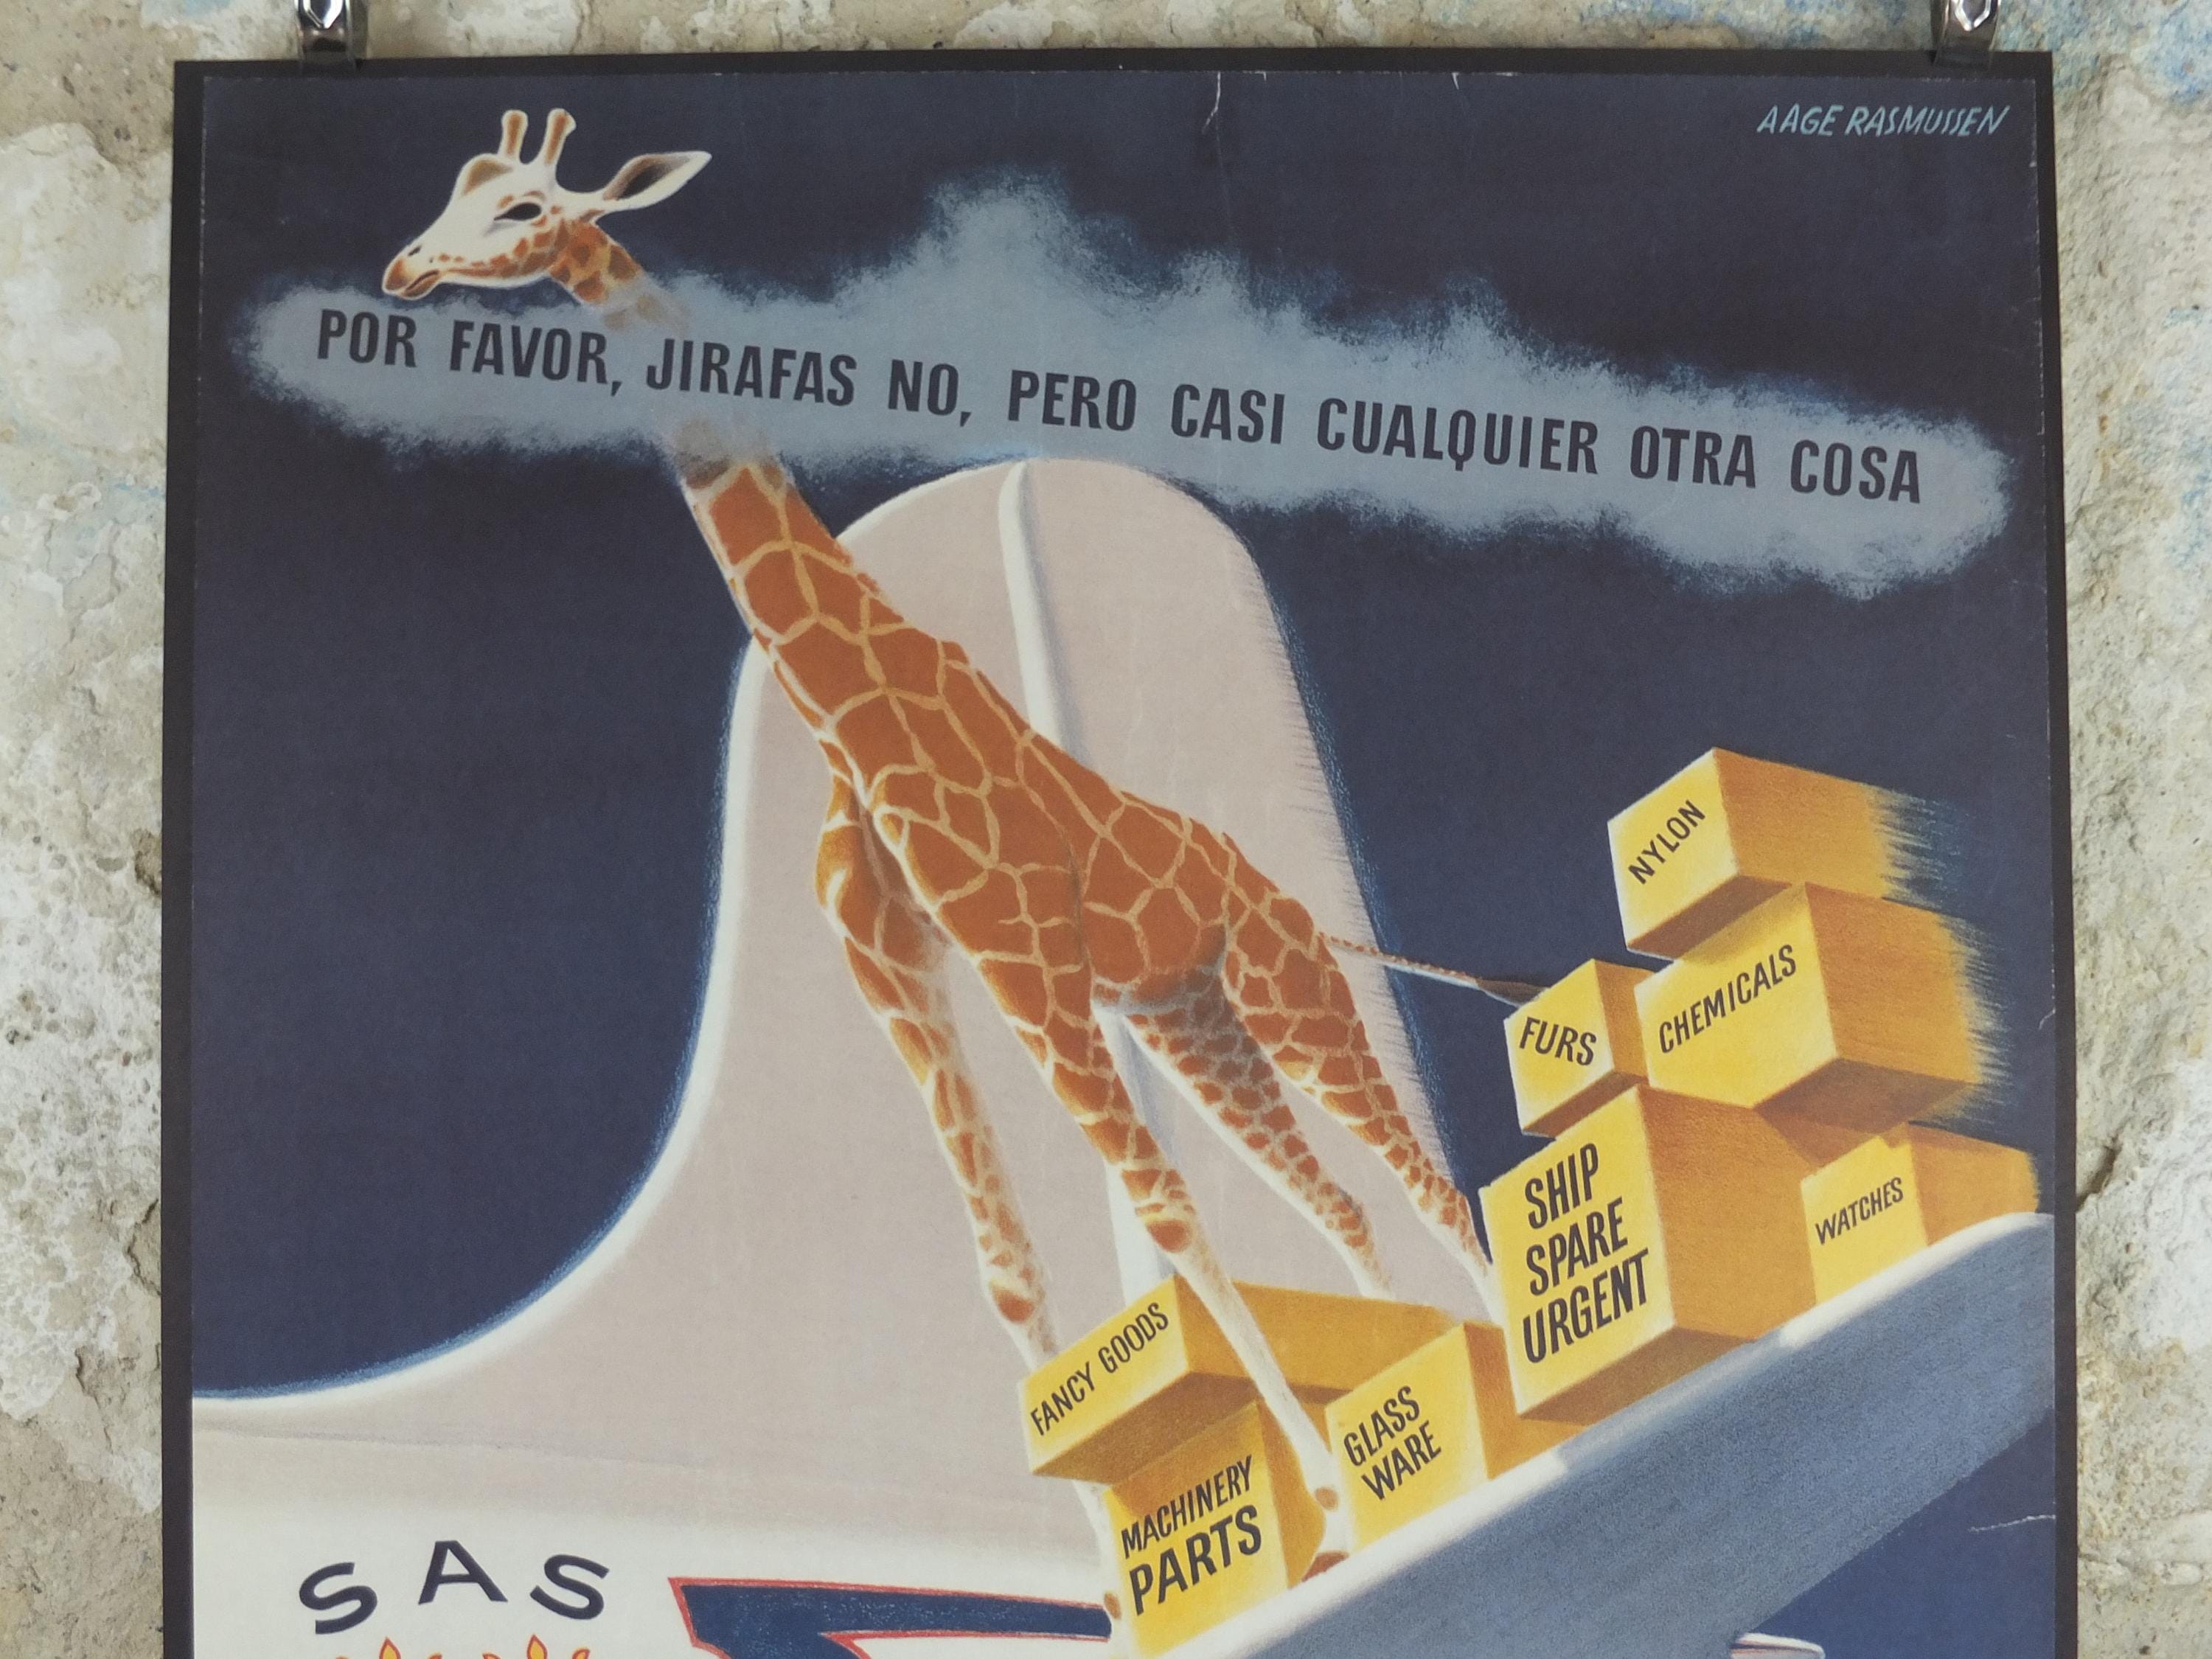 AAGE RASMUSSEN
POR FAVOR, JIRAFAS NO, PERO CASI CUALQUIER OTRA COSA
NYLON
CHEMICALS
FURS
SHIP
SPARE
URGENT
WATCHES
FANCY GOODS
GLASS
WARE
MACHINERY
PARTS
SAS